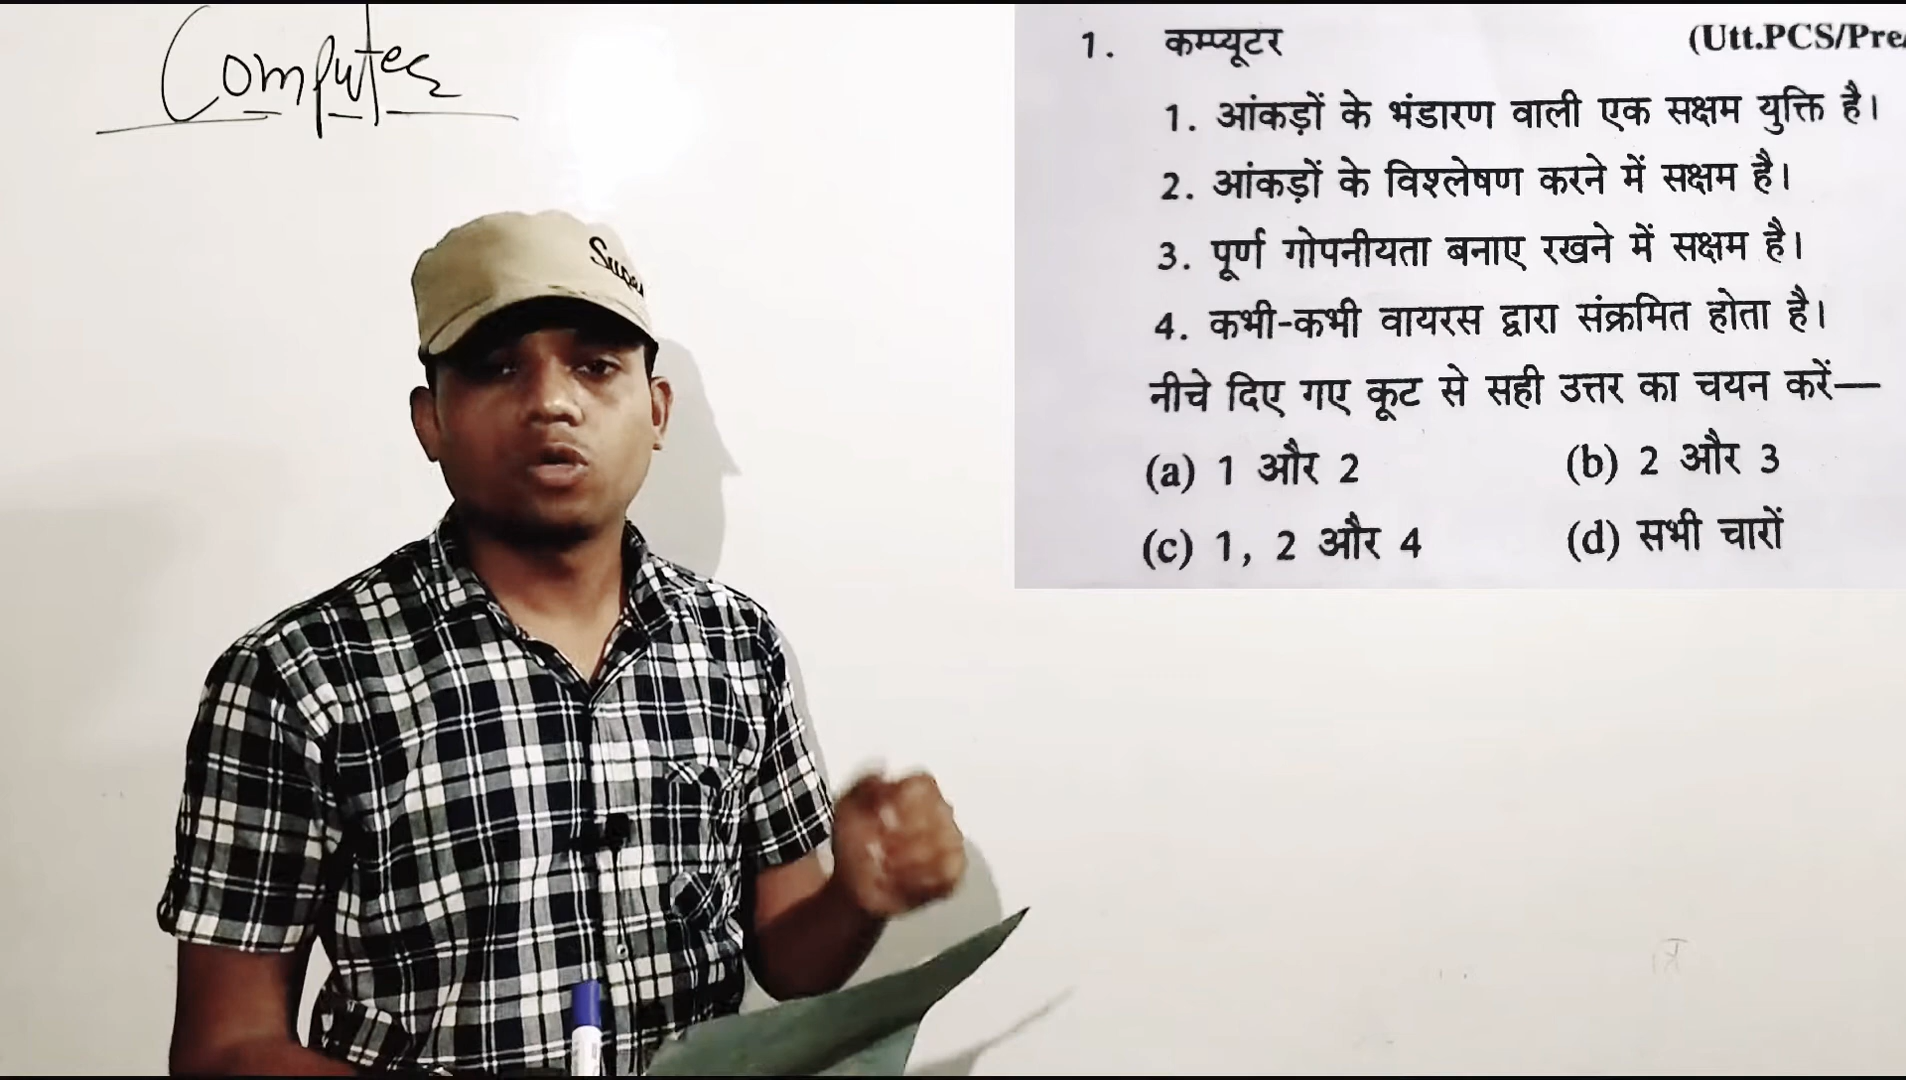 Computer
1. कम्प्यूटर (Utt.PCS/Pre
1. आंकड़ों के भंडारण वाली एक सक्षम युक्ति है।
2. आंकड़ों के विश्लेषण करने में सक्षम है।
3. पूर्ण गोपनीयता बनाए रखने में सक्षम है।
4. कभी-कभी वायरस द्वारा संक्रमित होता है।
नीचे दिए गए कूट से सही उत्तर का चयन करें—
(a) 1 और 2 (b) 2 और 3
(c) 1, 2 और 4 (d) सभी चारों